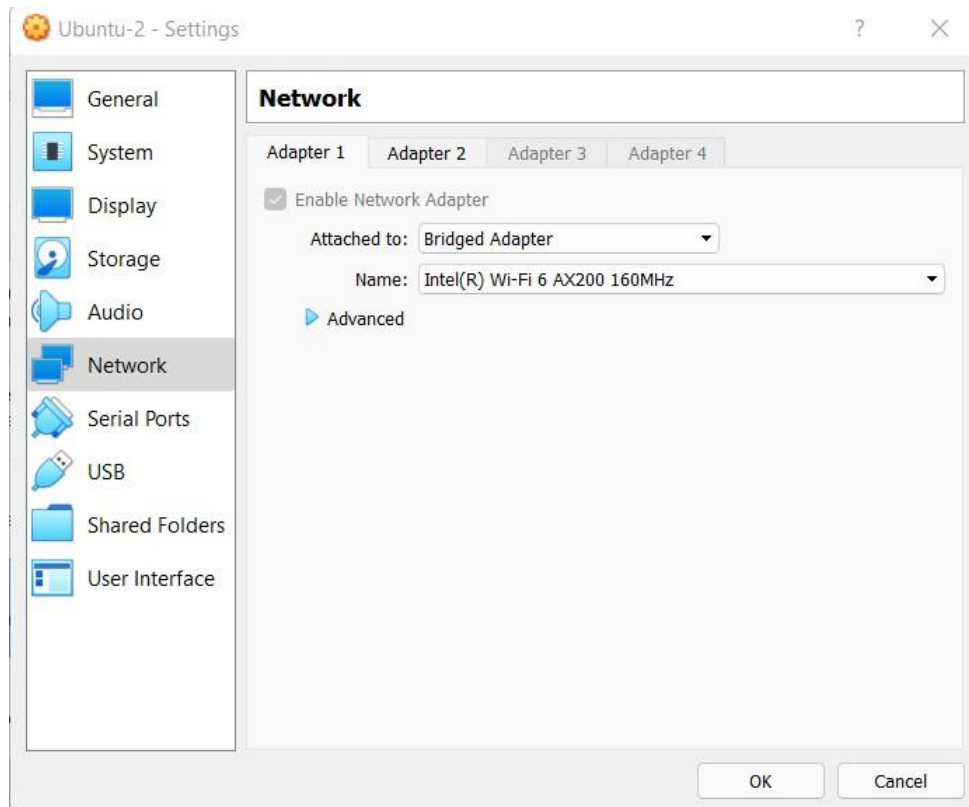 Ubuntu-2 - Settings
?
General
System
Display
Storage
Audio
Network
Serial Ports
USB
Shared Folders
User Interface
Network
Adapter 1 Adapter 2 Adapter 3 Adapter 4
Enable Network Adapter
Attached to: Bridged Adapter
Name: Intel(R) Wi-Fi 6 AX200 160MHz
Advanced
OK Cancel